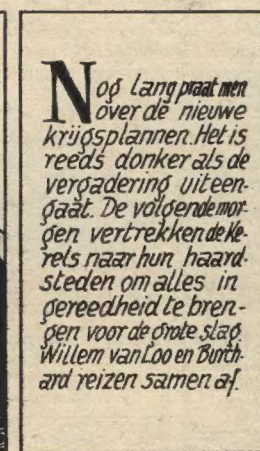 Nog lang praat men
over de nieuwe
krijgsplannen. Het is
reeds donker als de
vergadering uiteen-
gaat. De volgende mor-
gen vertrekken de Ke-
rels naar hun haard-
steden om alles in
gereedheid te bren-
gen voor de grote slag
Willem van Loo en Burch-
ard reizen samen af.